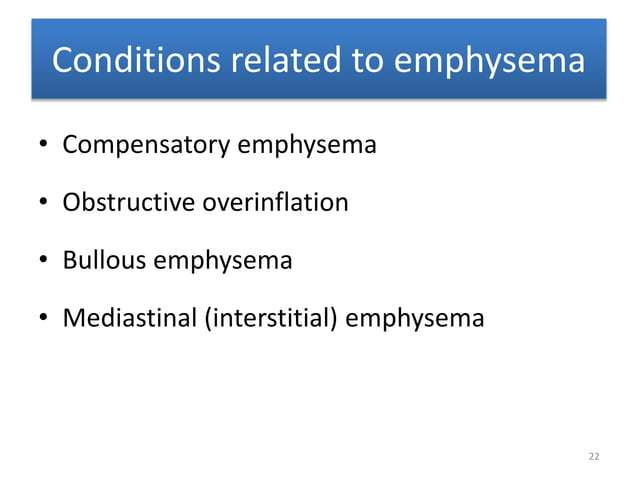 Conditions related to emphysema
• Compensatory emphysema
• Obstructive overinflation
• Bullous emphysema
• Mediastinal (interstitial) emphysema
22